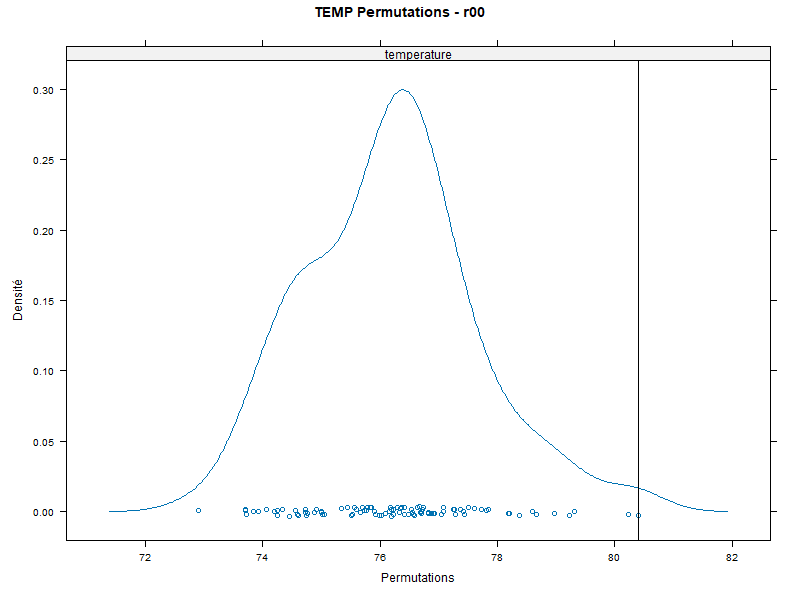 TEMP Permutations - r00
temperature
0.30
0.25
0.20
0.15
0.10
0.05
0.00
Densité
72 74 76 78 80 82
Permutations